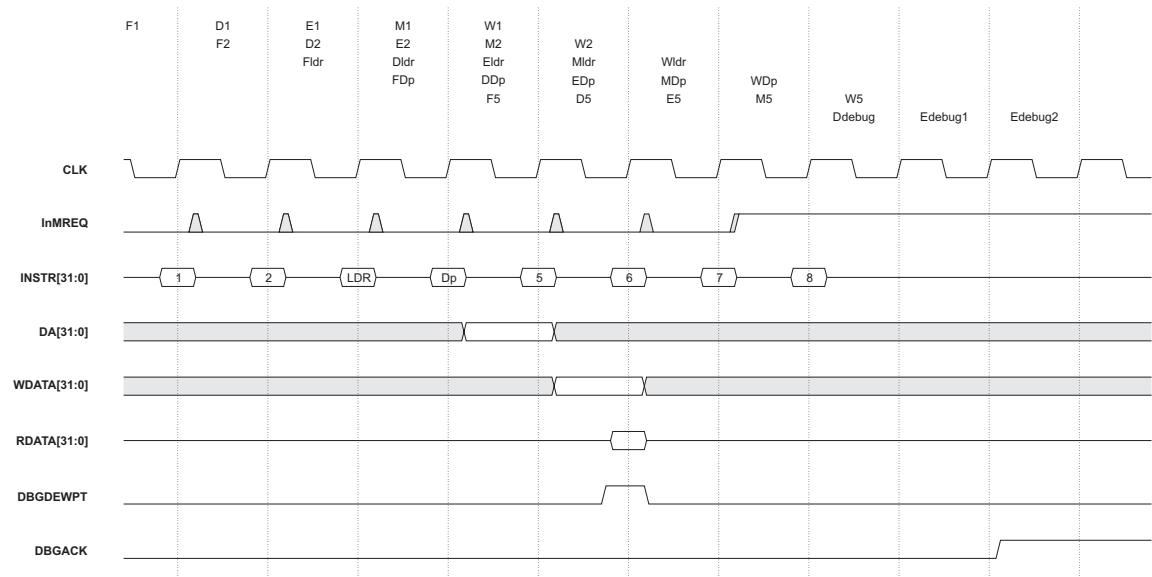 F1 D1 E1 M1 W1
F2 D2 E2 M2 W2
Fldr Dldr Eldr Mldr Wldr
FDp DDp EDp MDp WDp
F5 D5 E5 M5 W5
Ddebug Edebug1 Edebug2
CLK
InMREQ
INSTR[31:0] 1 2 LDR Dp 5 6 7 8
DA[31:0]
WDATA[31:0]
RDATA[31:0]
DBGDEWPT
DBGACK